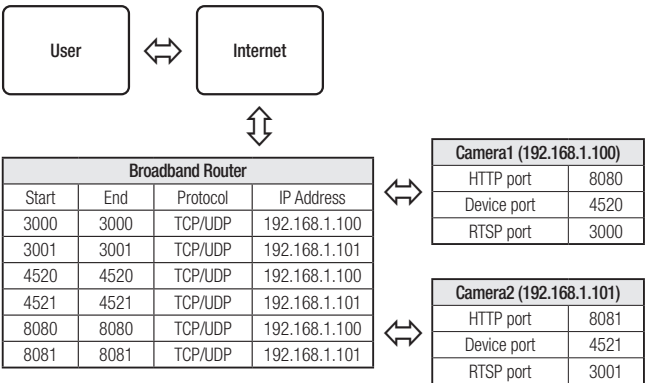 User
Internet
Broadband Router
Start End Protocol IP Address
3000 3000 TCP/UDP 192.168.1.100
3001 3001 TCP/UDP 192.168.1.101
4520 4520 TCP/UDP 192.168.1.100
4521 4521 TCP/UDP 192.168.1.101
8080 8080 TCP/UDP 192.168.1.100
8081 8081 TCP/UDP 192.168.1.101
Camera1 (192.168.1.100)
HTTP port 8080
Device port 4520
RTSP port 3000
Camera2 (192.168.1.101)
HTTP port 8081
Device port 4521
RTSP port 3001